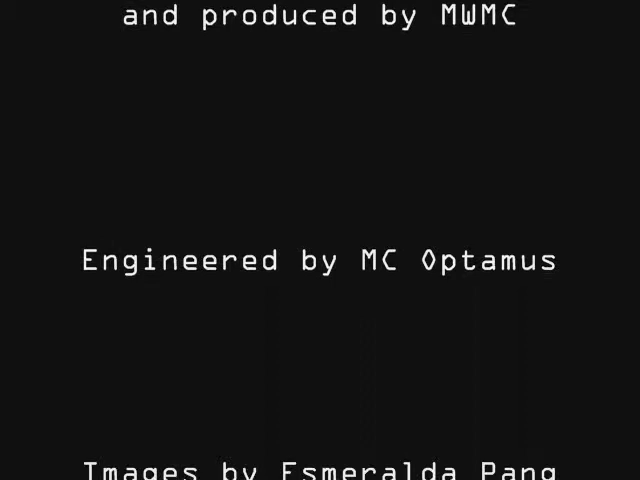 and produced by MWMC
Engineered by MC Optamus
Images by Esmeralda Pang